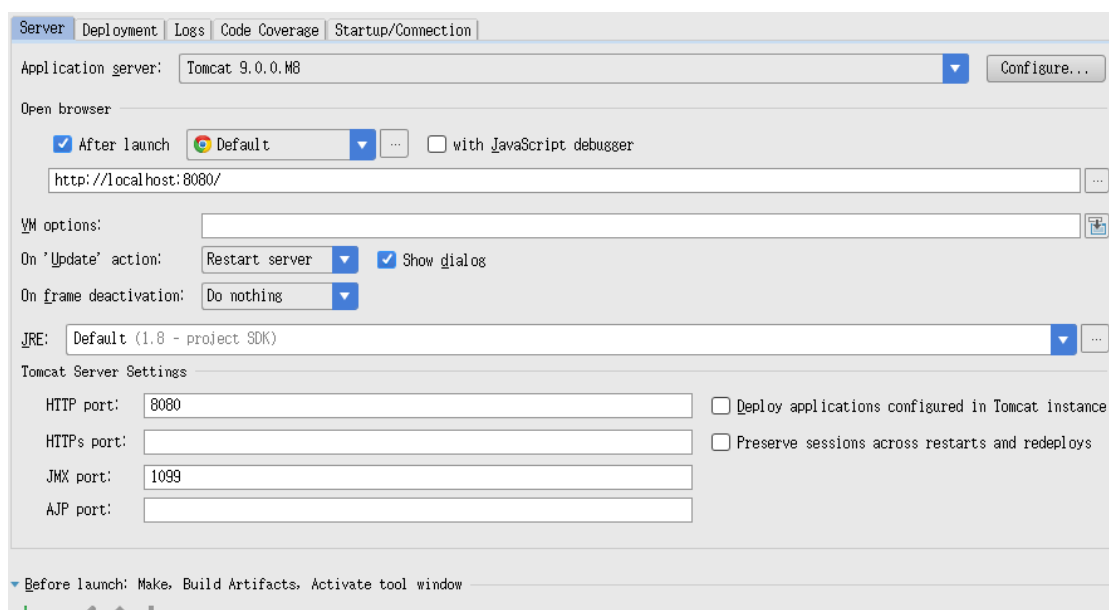 Server Deployment Logs Code Coverage Startup/Connection
Application server: Tomcat 9.0.0.M8 Configure...
Open browser
After launch Default ... with JavaScript debugger
http://localhost:8080/ ...
VM options:
On 'Update' action: Restart server Show dialog
On frame deactivation: Do nothing
JRE: Default (1.8 - project SDK) ...
Tomcat Server Settings
HTTP port: 8080 Deploy applications configured in Tomcat instance
HTTPs port: Preserve sessions across restarts and redeploys
JMX port: 1099
AJP port:
Before launch: Make, Build Artifacts, Activate tool window